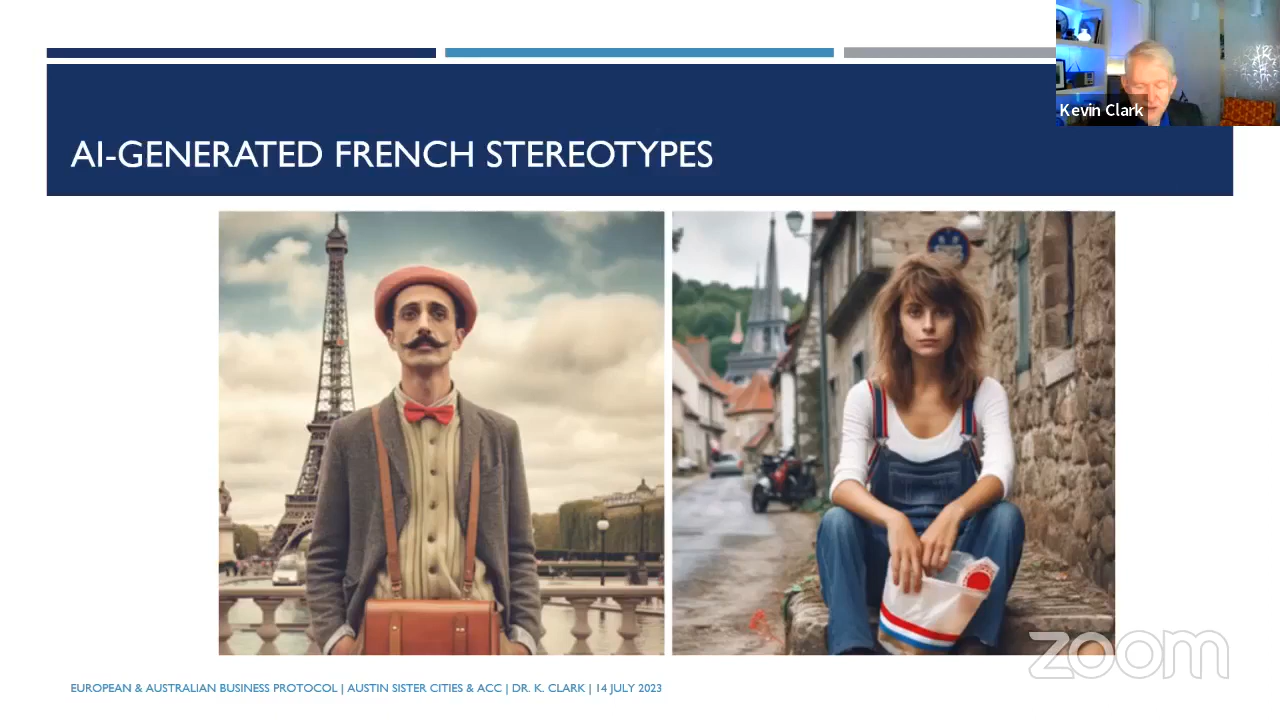 Kevin Clark
AI-GENERATED FRENCH STEREOTYPES
zoom
EUROPEAN & AUSTRALIAN BUSINESS PROTOCOL | AUSTIN SISTER CITIES & ACC | DR. K. CLARK | 14 JULY 2023